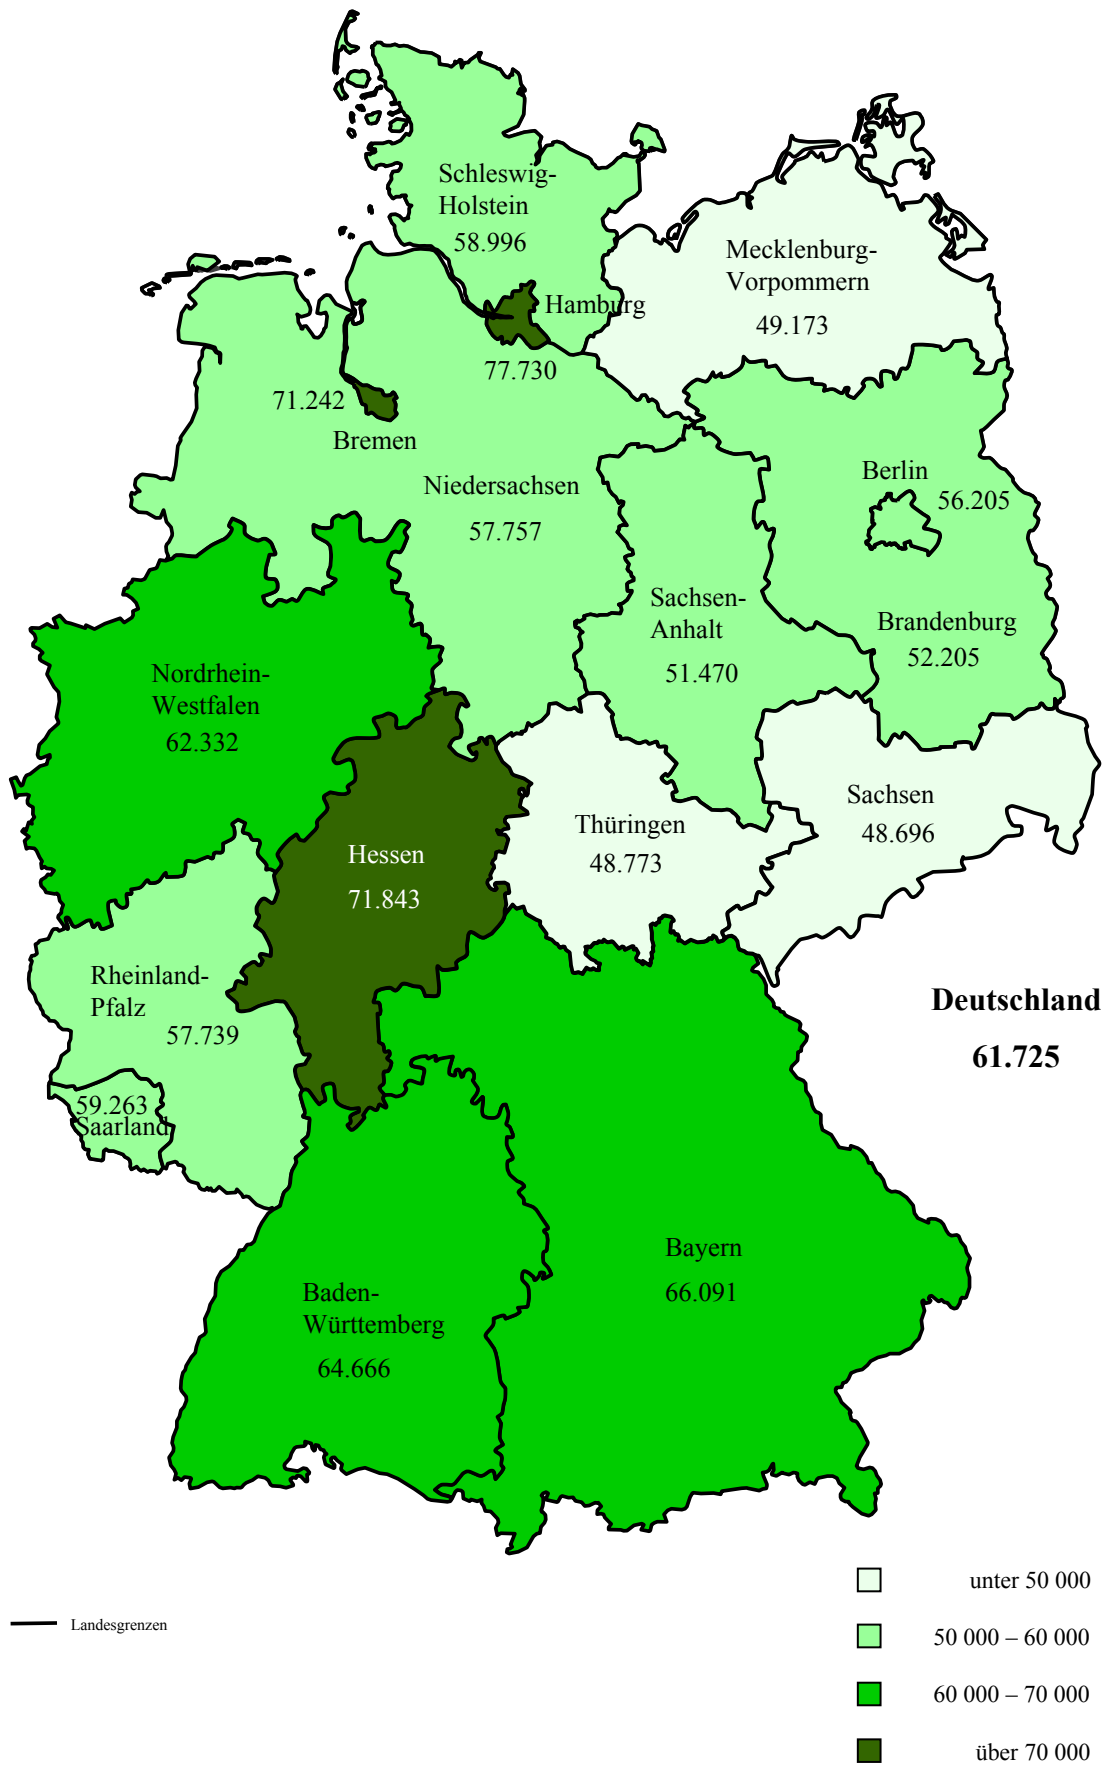 Schleswig-
Holstein
58.996
Mecklenburg-
Vorpommern
49.173
Hamburg
77.730
71.242
Bremen
Niedersachsen
57.757
Berlin
56.205
Sachsen-
Anhalt
51.470
Brandenburg
52.205
Nordrhein-
Westfalen
62.332
Hessen
71.843
Thüringen
48.773
Sachsen
48.696
Rheinland-
Pfalz
57.739
59.263
Saarland
Deutschland
61.725
Bayern
66.091
Baden-
Württemberg
64.666
Landesgrenzen
unter 50 000
50 000 – 60 000
60 000 – 70 000
über 70 000